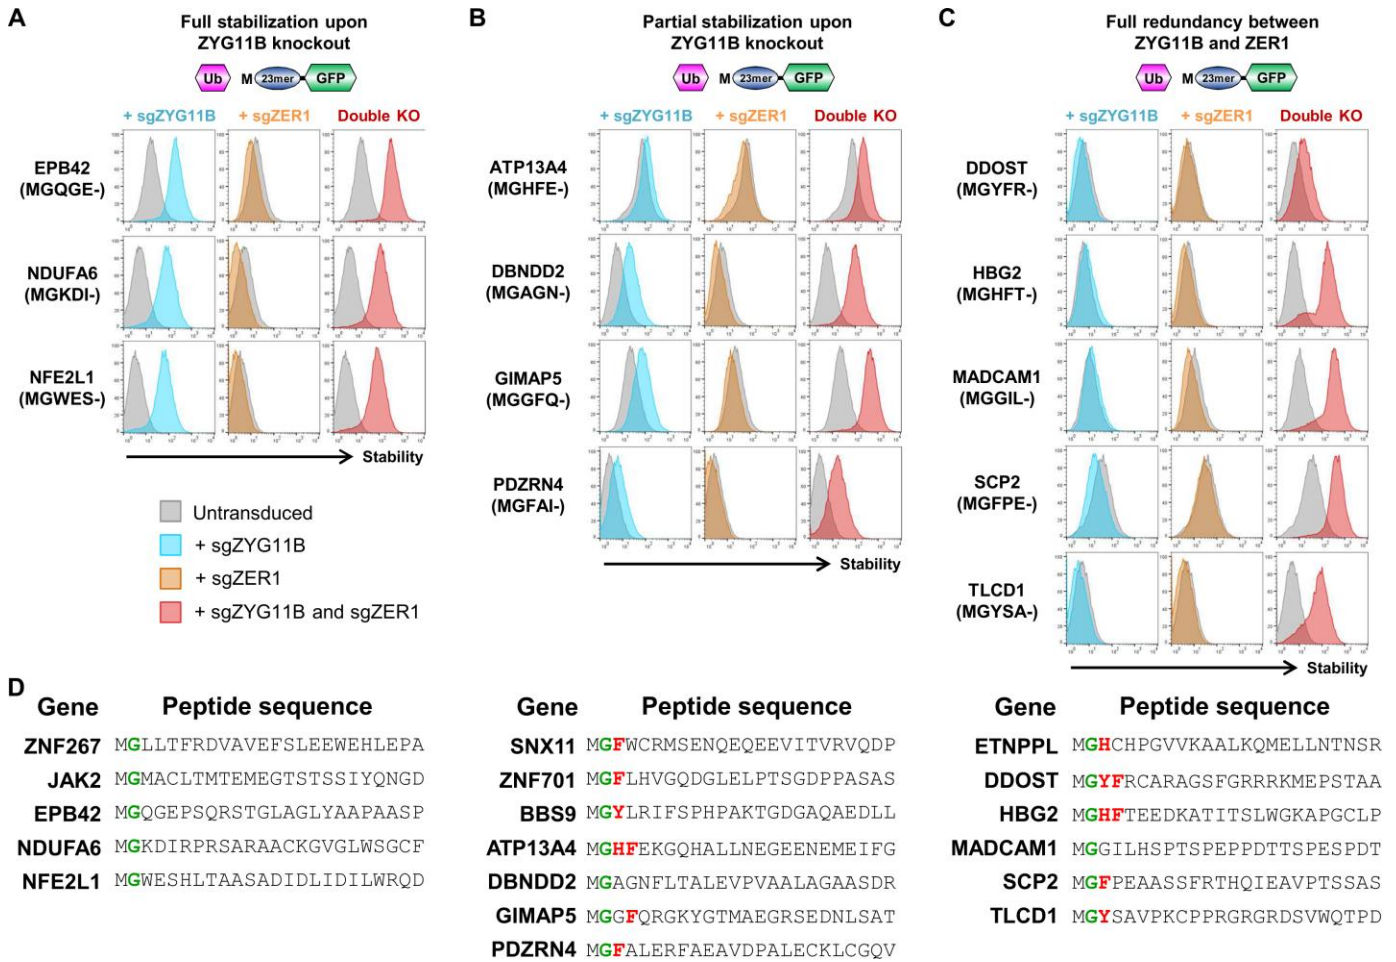 A
Full stabilization upon
ZYG11B knockout
Ub M 23mer GFP
+ sgZYG11B + sgZER1 Double KO
EPB42
(MGQGE-)
NDUFA6
(MGKDI-)
NFE2L1
(MGWES-)
Stability
Untransduced
+ sgZYG11B
+ sgZER1
+ sgZYG11B and sgZER1
B
Partial stabilization upon
ZYG11B knockout
Ub M 23mer GFP
+ sgZYG11B + sgZER1 Double KO
ATP13A4
(MGHFE-)
DBNDD2
(MGAGN-)
GIMAP5
(MGGFQ-)
PDZRN4
(MGFAI-)
Stability
C
Full redundancy between
ZYG11B and ZER1
Ub M 23mer GFP
+ sgZYG11B + sgZER1 Double KO
DDOST
(MGYFR-)
HBG2
(MGHFT-)
MADCAM1
(MGGIL-)
SCP2
(MGFPE-)
TLCD1
(MGYSA-)
Stability
D
Gene Peptide sequence
ZNF267 MGLLTFRDVAVEFSLEEWEHLEPA
JAK2 MGMACLTMTEMEGTSTSSIYQNGD
EPB42 MGQGEPSQRSTGLAGLYAAPAASP
NDUFA6 MGKDIRPRSARAACKGVGLWSGCF
NFE2L1 MGWESHLTAASADIDLIDILWRQD
Gene Peptide sequence
SNX11 MGFWCRMSENQEQEEVITVRVQDP
ZNF701 MGFLHVGQDGLELPTSGDPPASAS
BBS9 MGYLRIFSPHPAKTGDGAQAEDLL
ATP13A4 MGHFEKGQHALLNEGEENEMEIFG
DBNDD2 MGAGNFLTALEVPVAALAGAASDR
GIMAP5 MGGFQRGKYGTMAEGRSEDNLSAT
PDZRN4 MGFALERFAEAVDPALECKLCGQV
Gene Peptide sequence
ETNPPL MGHCHPGVVKAALKQMELLNTNSR
DDOST MGYFRCARAGSFGRRRKMEPSTAA
HBG2 MGHFTEEDKATITSLWGKAPGCLP
MADCAM1 MGGILHSPTSPEPPDTTSPESPDT
SCP2 MGFPEAASSFRTHQIEAVPTSSAS
TLCD1 MGYSAVPKCPPRGRGRDSVWQTPD